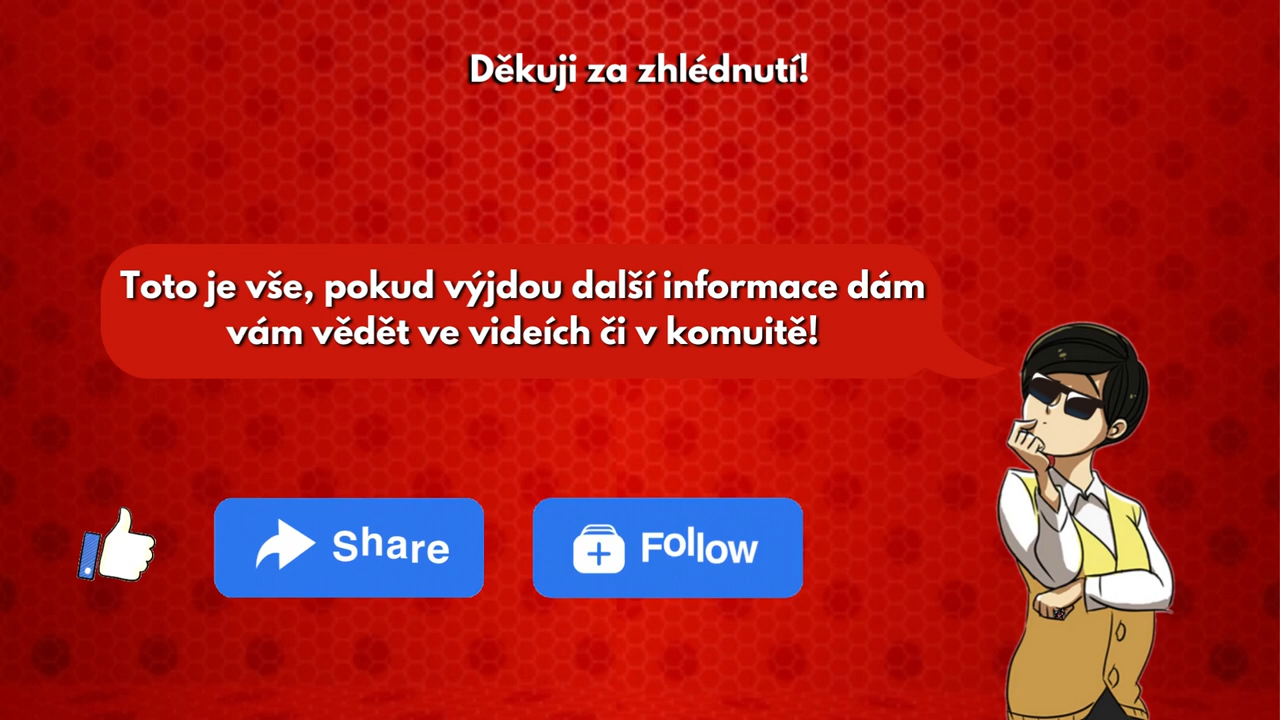 Děkuji za zhlédnutí!
Toto je vše, pokud výjdou další informace dám
vám vědět ve videích či v komuitě!
Share
Follow